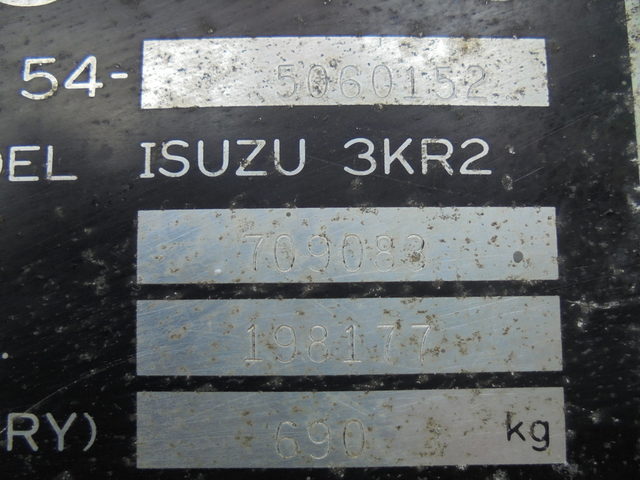 54- 5060152
DEL ISUZU 3KR2
709083
198177
RY) 690 kg